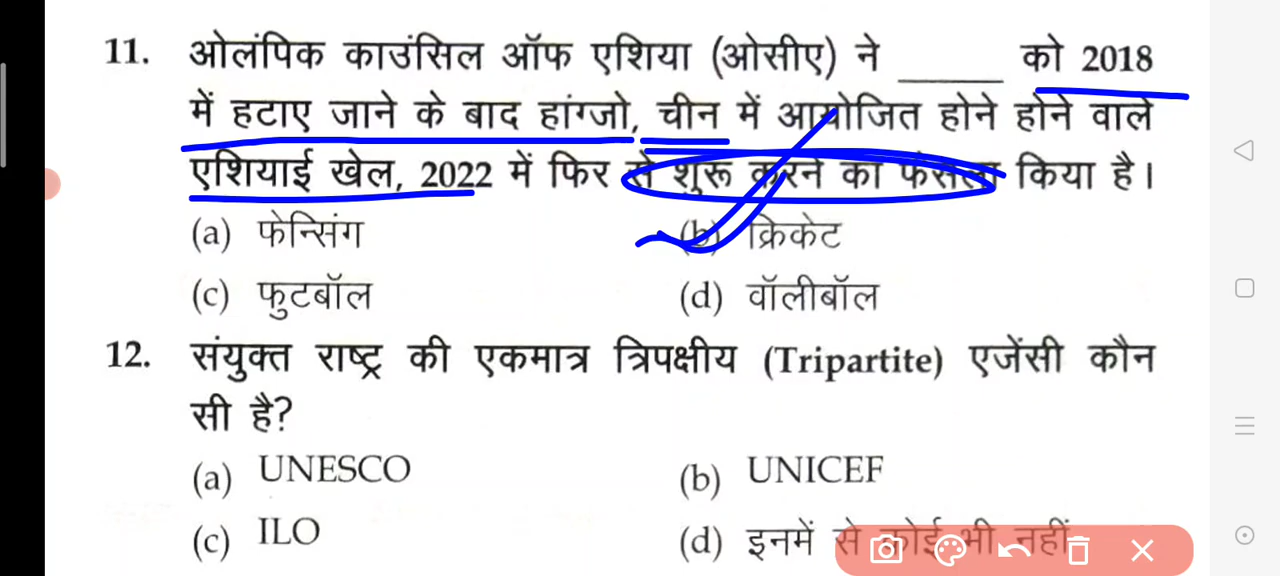 11. ओलंपिक काउंसिल ऑफ एशिया (ओसीए) ने ______ को 2018
में हटाए जाने के बाद हांग्जो, चीन में आयोजित होने होने वाले
एशियाई खेल, 2022 में फिर से शुरू करने का फैसला किया है।
(a) फेन्सिंग (b) क्रिकेट
(c) फुटबॉल (d) वॉलीबॉल
12. संयुक्त राष्ट्र की एकमात्र त्रिपक्षीय (Tripartite) एजेंसी कौन
सी है?
(a) UNESCO (b) UNICEF
(c) ILO (d) इनमें से कोई भी नहीं